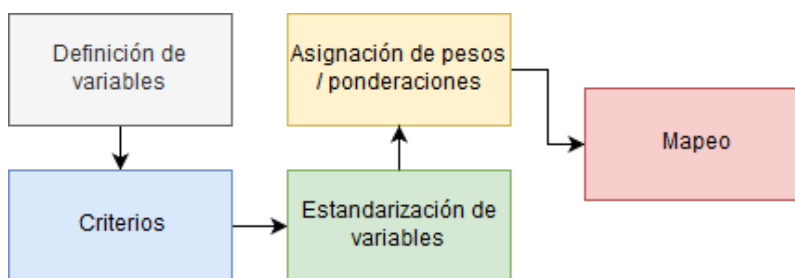 Definición de
variables
Criterios
Estandarización de
variables
Asignación de pesos
/ ponderaciones
Mapeo